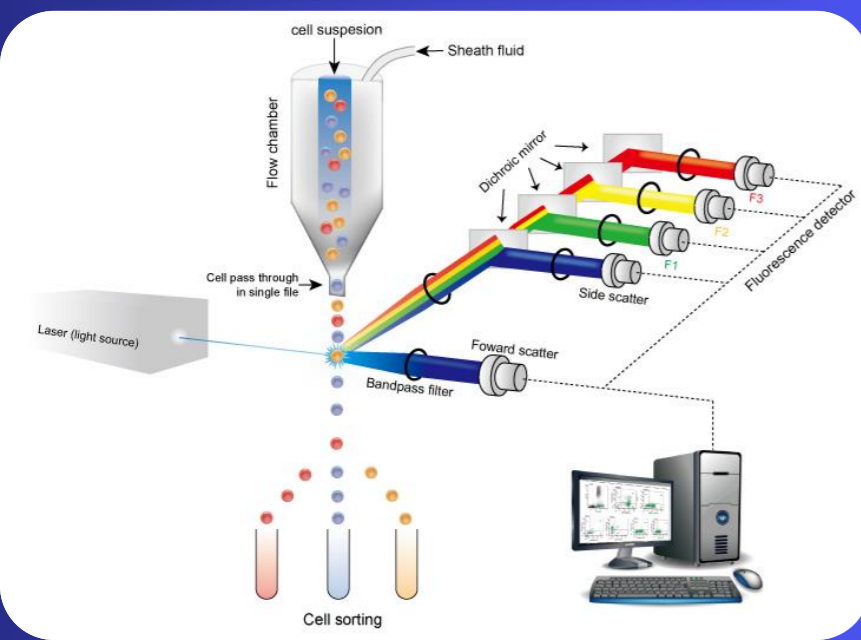 cell suspesion
Sheath fluid
Flow chamber
Dichroic mirror
F3
F2
F1
Fluorescence detector
Cell pass through
in single file
Side scatter
Laser (light source)
Foward scatter
Bandpass filter
Cell sorting